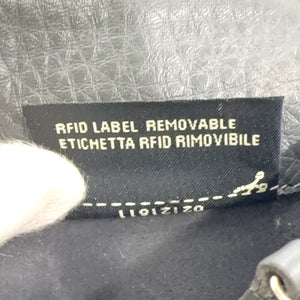 RFID LABEL REMOVABLE
ETICHETTA RFID RIMOVIBILE